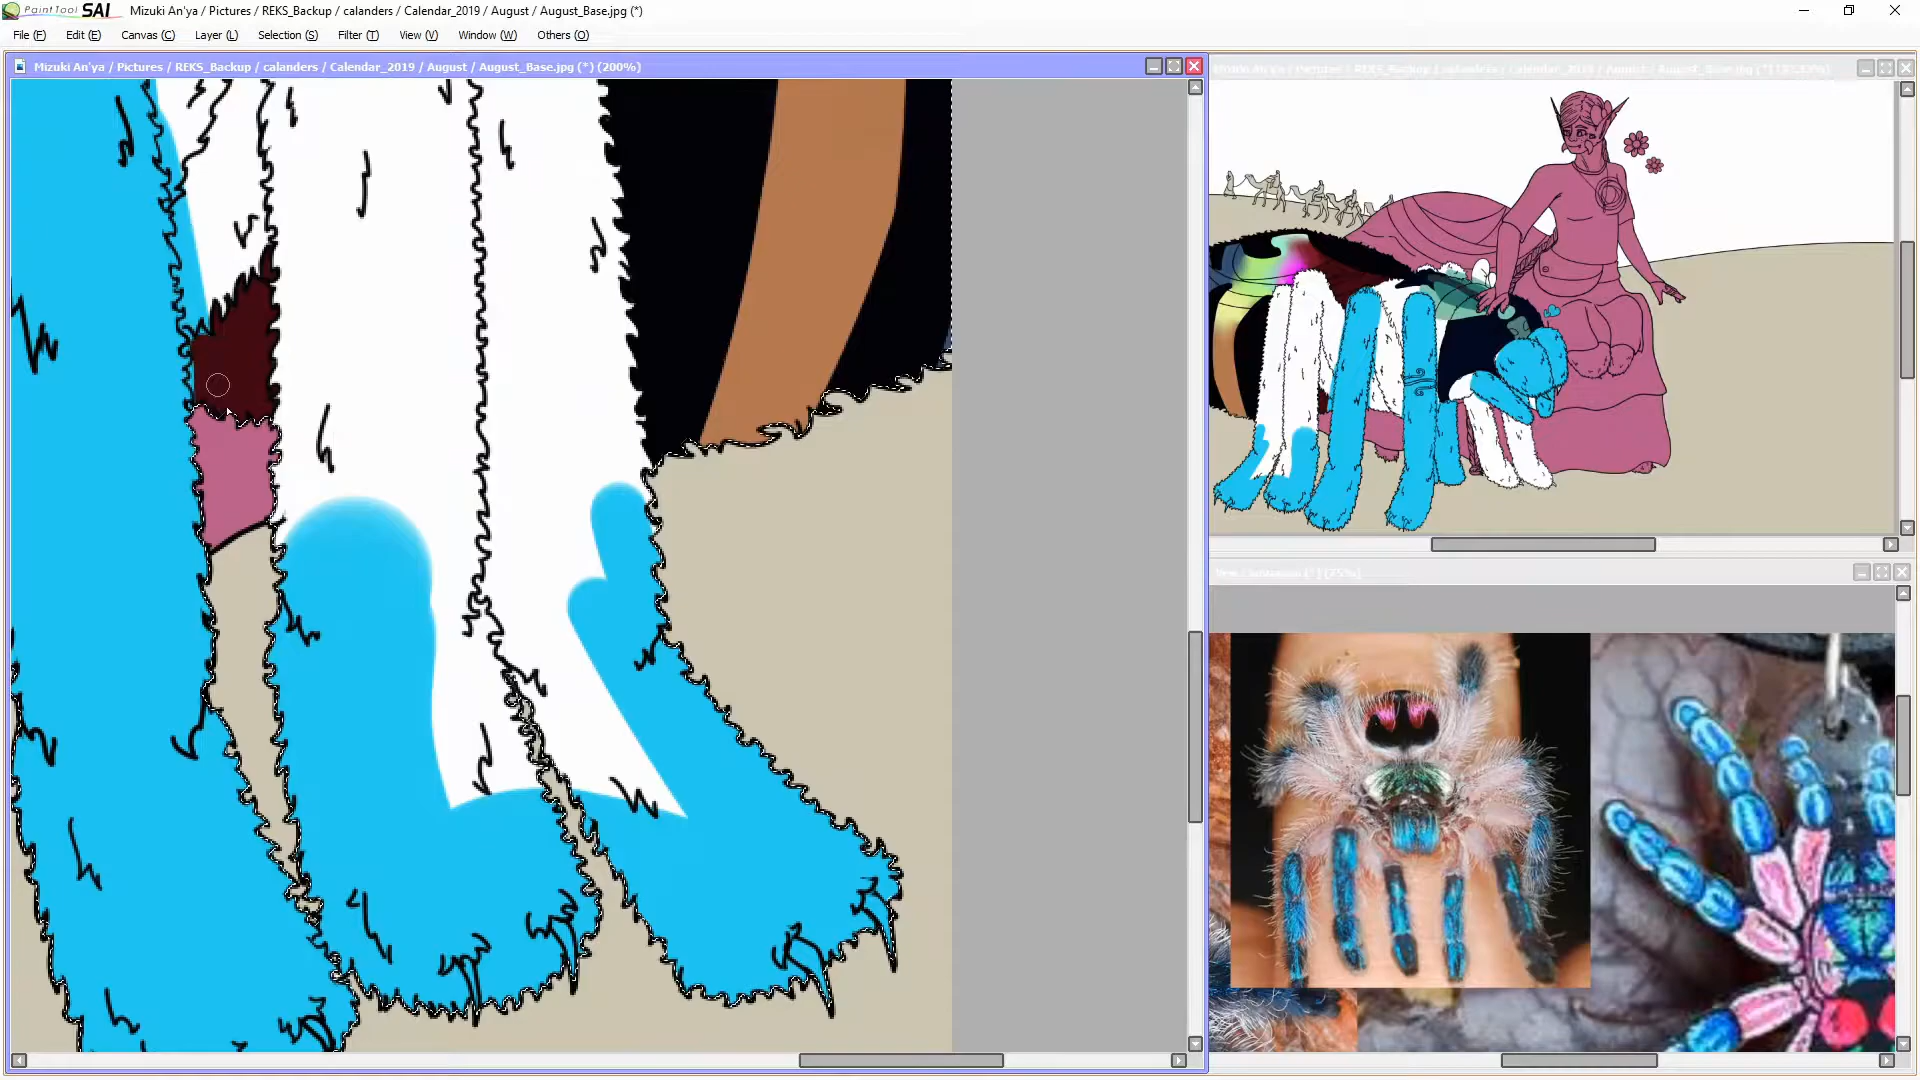 PaintTool SAI Mizuki An'ya / Pictures / REKS_Backup / calanders / Calendar_2019 / August / August_Base.jpg (*)
File (F) Edit (E) Canvas (C) Layer (L) Selection (S) Filter (T) View (V) Window (W) Others (O)
Mizuki An'ya / Pictures / REKS_Backup / calanders / Calendar_2019 / August / August_Base.jpg (*) (200%)